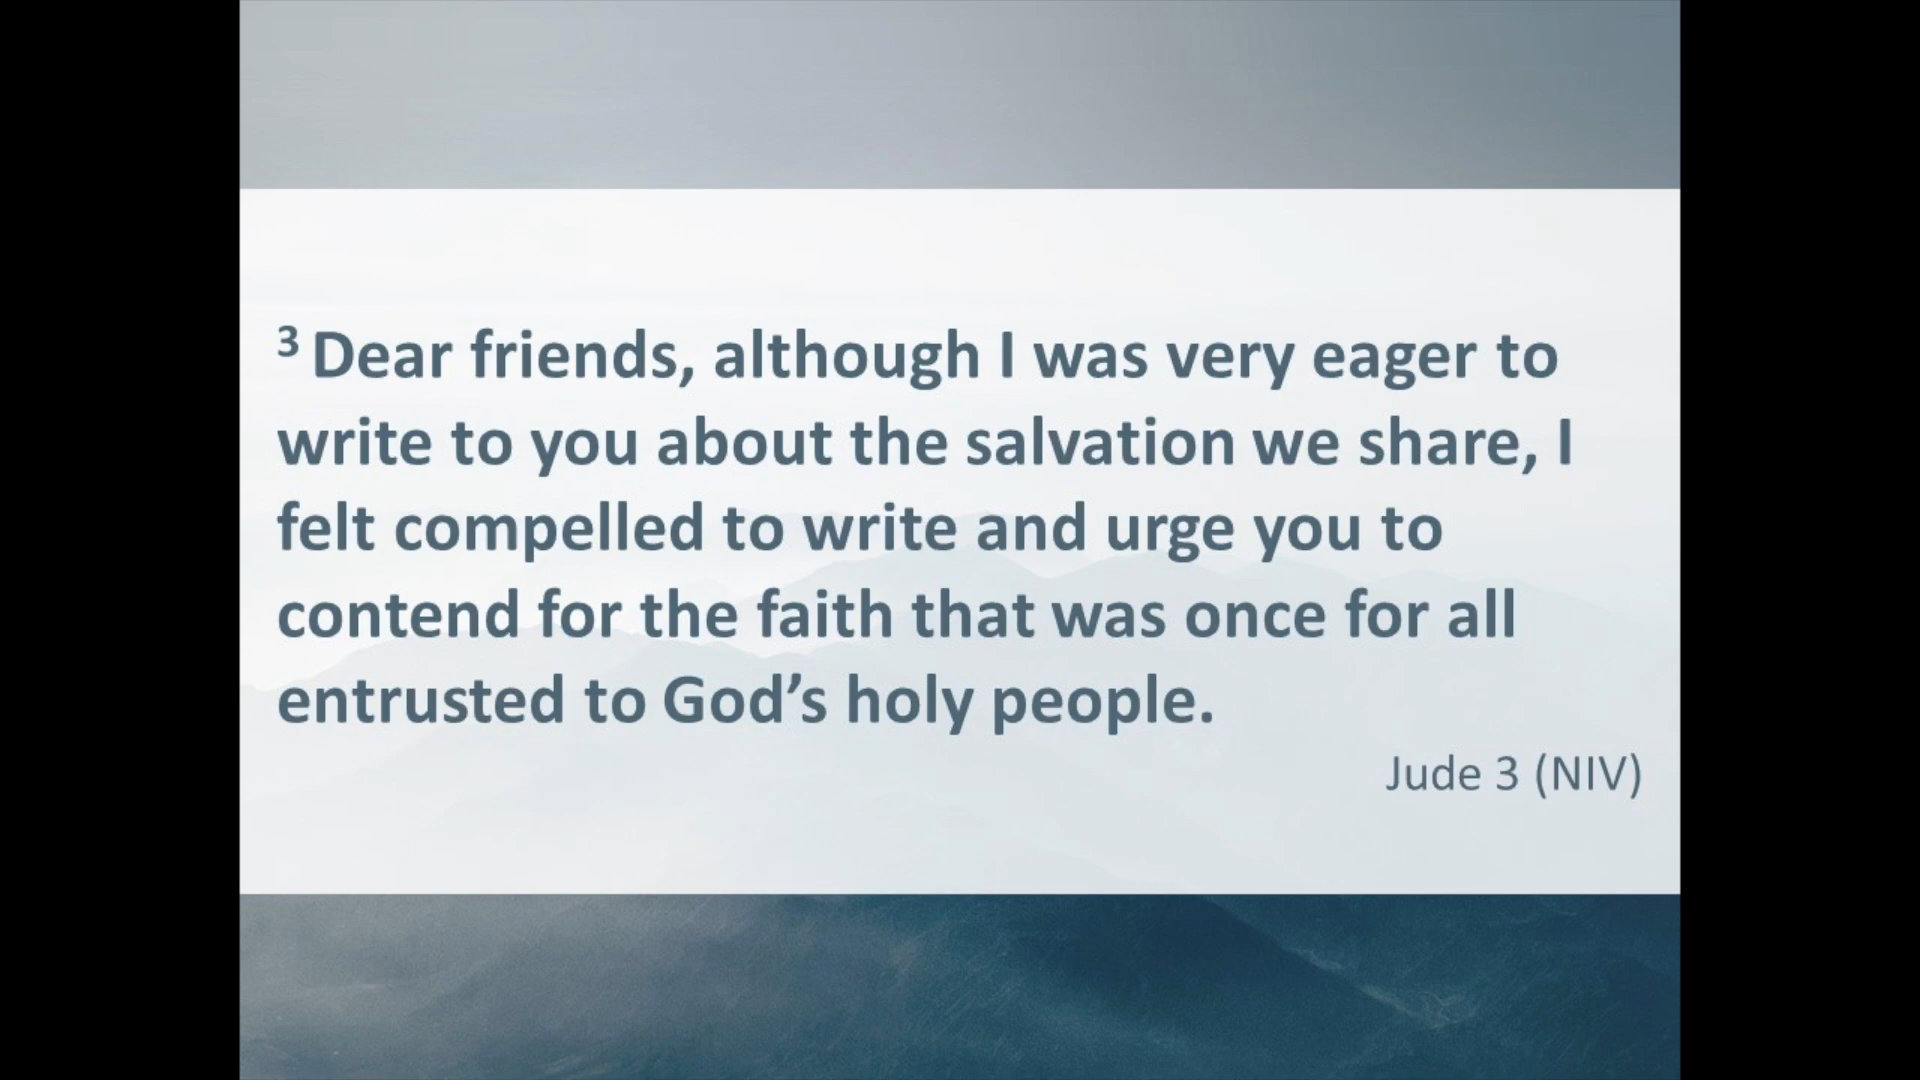 3 Dear friends, although I was very eager to
write to you about the salvation we share, I
felt compelled to write and urge you to
contend for the faith that was once for all
entrusted to God’s holy people.
Jude 3 (NIV)